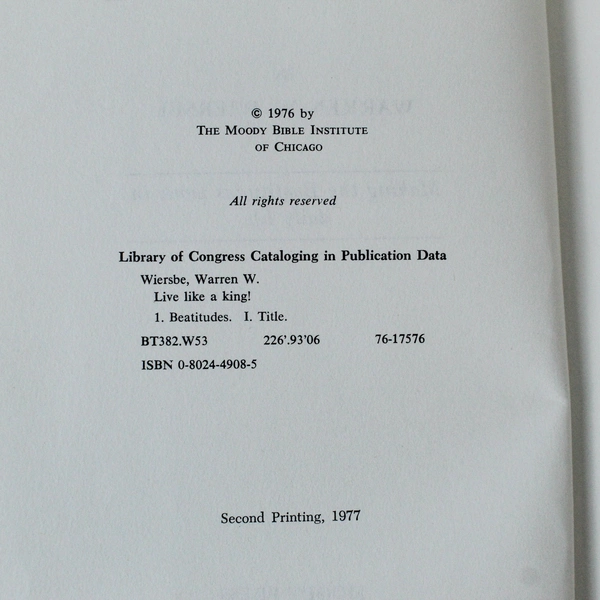 © 1976 by
THE MOODY BIBLE INSTITUTE
OF CHICAGO
All rights reserved
Library of Congress Cataloging in Publication Data
Wiersbe, Warren W.
Live like a king!
1. Beatitudes. I. Title.
BT382.W53 226'.93'06 76-17576
ISBN 0-8024-4908-5
Second Printing, 1977